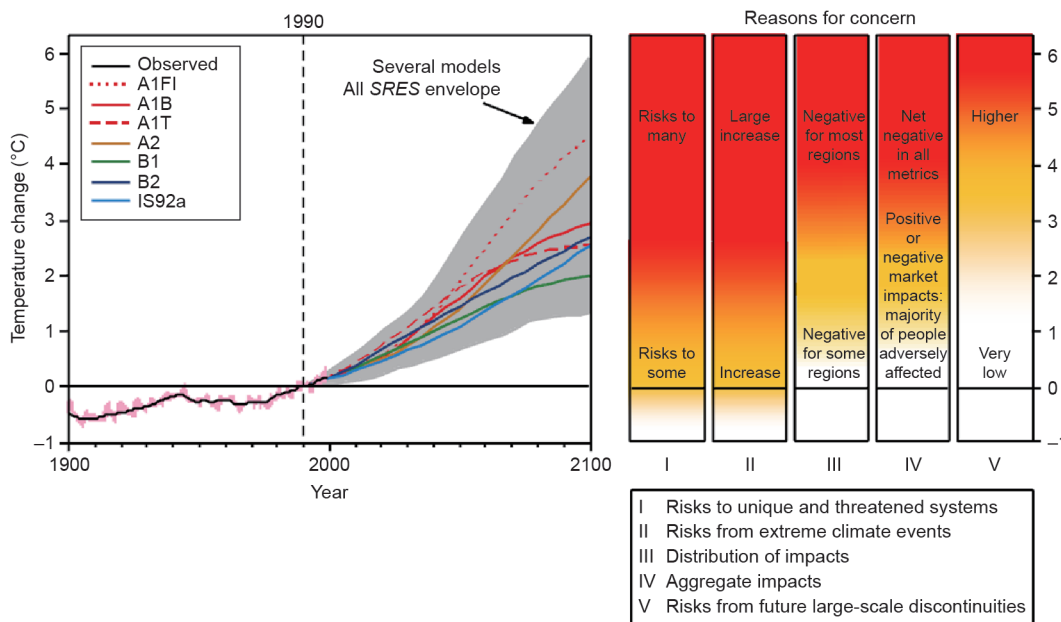 1990
6
5
4
3
2
1
0
–1
Temperature change (°C)
Observed
A1FI
A1B
A1T
A2
B1
B2
IS92a
Several models
All SRES envelope
1900
2000
2100
Year
Reasons for concern
Risks to
many
Risks to
some
Large
increase
Increase
Negative
for most
regions
Negative
for some
regions
Net
negative
in all
metrics
Positive
or
negative
market
impacts:
majority
of people
adversely
affected
Higher
Very
low
6
5
4
3
2
1
0
–1
I
II
III
IV
V
I Risks to unique and threatened systems
II Risks from extreme climate events
III Distribution of impacts
IV Aggregate impacts
V Risks from future large-scale discontinuities